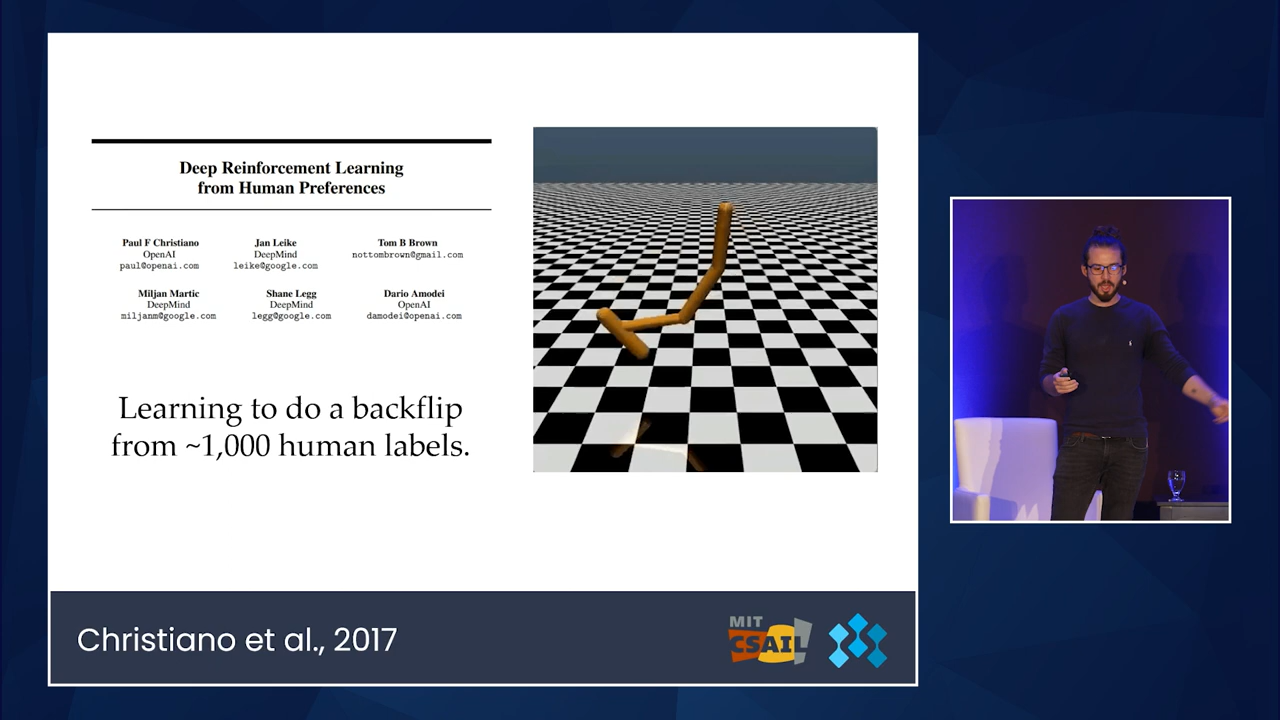 Deep Reinforcement Learning
from Human Preferences
Paul F Christiano Jan Leike Tom B Brown
OpenAI DeepMind nottombrown@gmail.com
paul@openai.com leike@google.com
Miljan Martic Shane Legg Dario Amodei
DeepMind DeepMind OpenAI
miljanm@google.com legg@google.com damodei@openai.com
Learning to do a backflip
from ~1,000 human labels.
Christiano et al., 2017
MIT
CSAIL